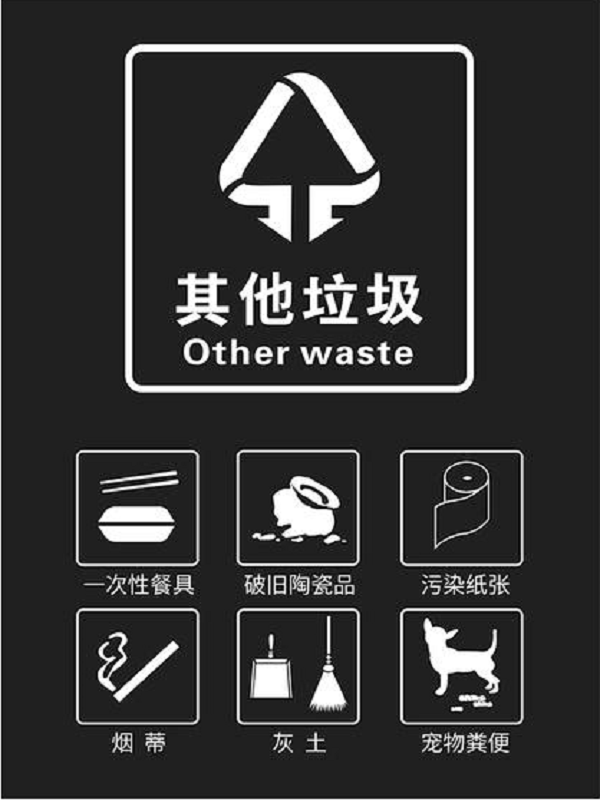 其他垃圾
Other waste
一次性餐具
破旧陶瓷品
污染纸张
烟 蒂
灰 土
宠物粪便